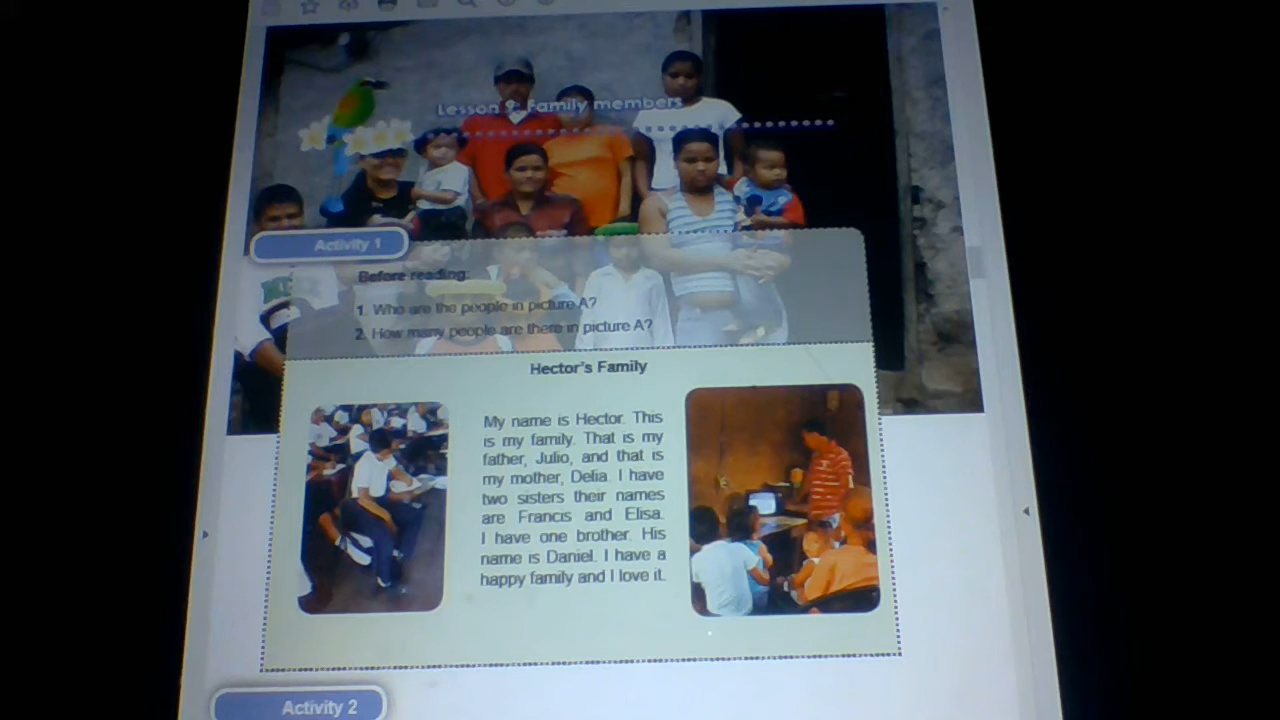 Lesson 9: Family members
Activity 1
Before reading:
1. Who are the people in picture A?
2. How many people are there in picture A?
Hector's Family
My name is Hector. This
is my family. That is my
father, Julio, and that is
my mother, Delia. I have
two sisters their names
are Francis and Elisa.
I have one brother. His
name is Daniel. I have a
happy family and I love it.
Activity 2